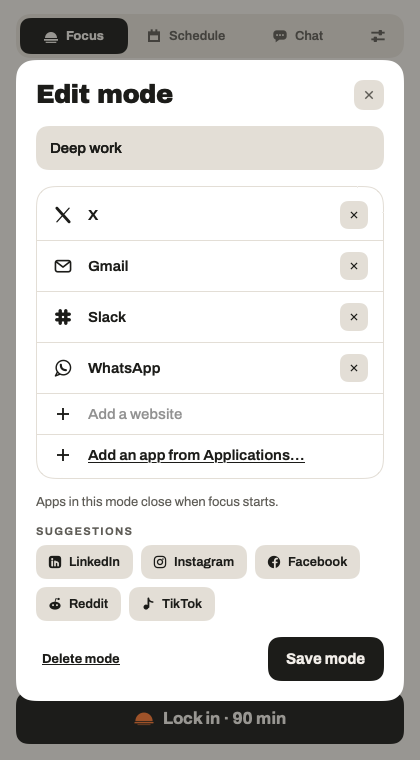 Focus
Schedule
Chat
Edit mode
Deep work
X
Gmail
Slack
WhatsApp
Add a website
Add an app from Applications...
Apps in this mode close when focus starts.
SUGGESTIONS
LinkedIn
Instagram
Facebook
Reddit
TikTok
Delete mode
Save mode
Lock in · 90 min